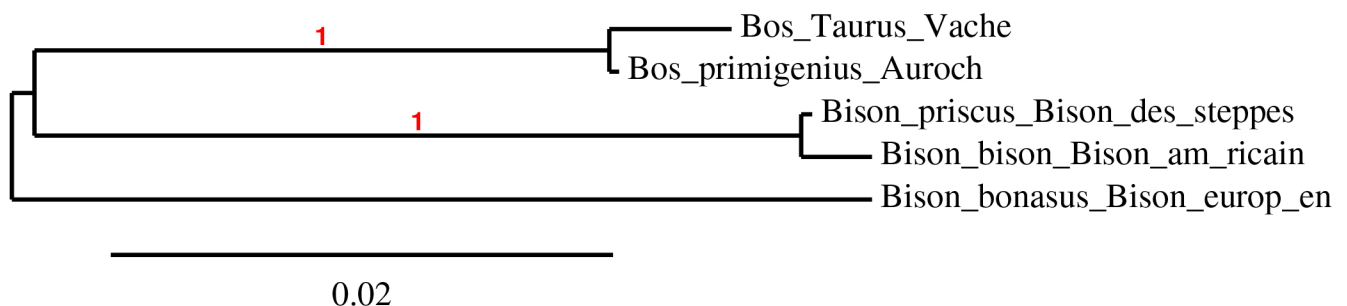 Bos_Taurus_Vache
1
Bos_primigenius_Auroch
Bison_priscus_Bison_des_steppes
1
Bison_bison_Bison_am_ricain
Bison_bonasus_Bison_europ_en
0.02